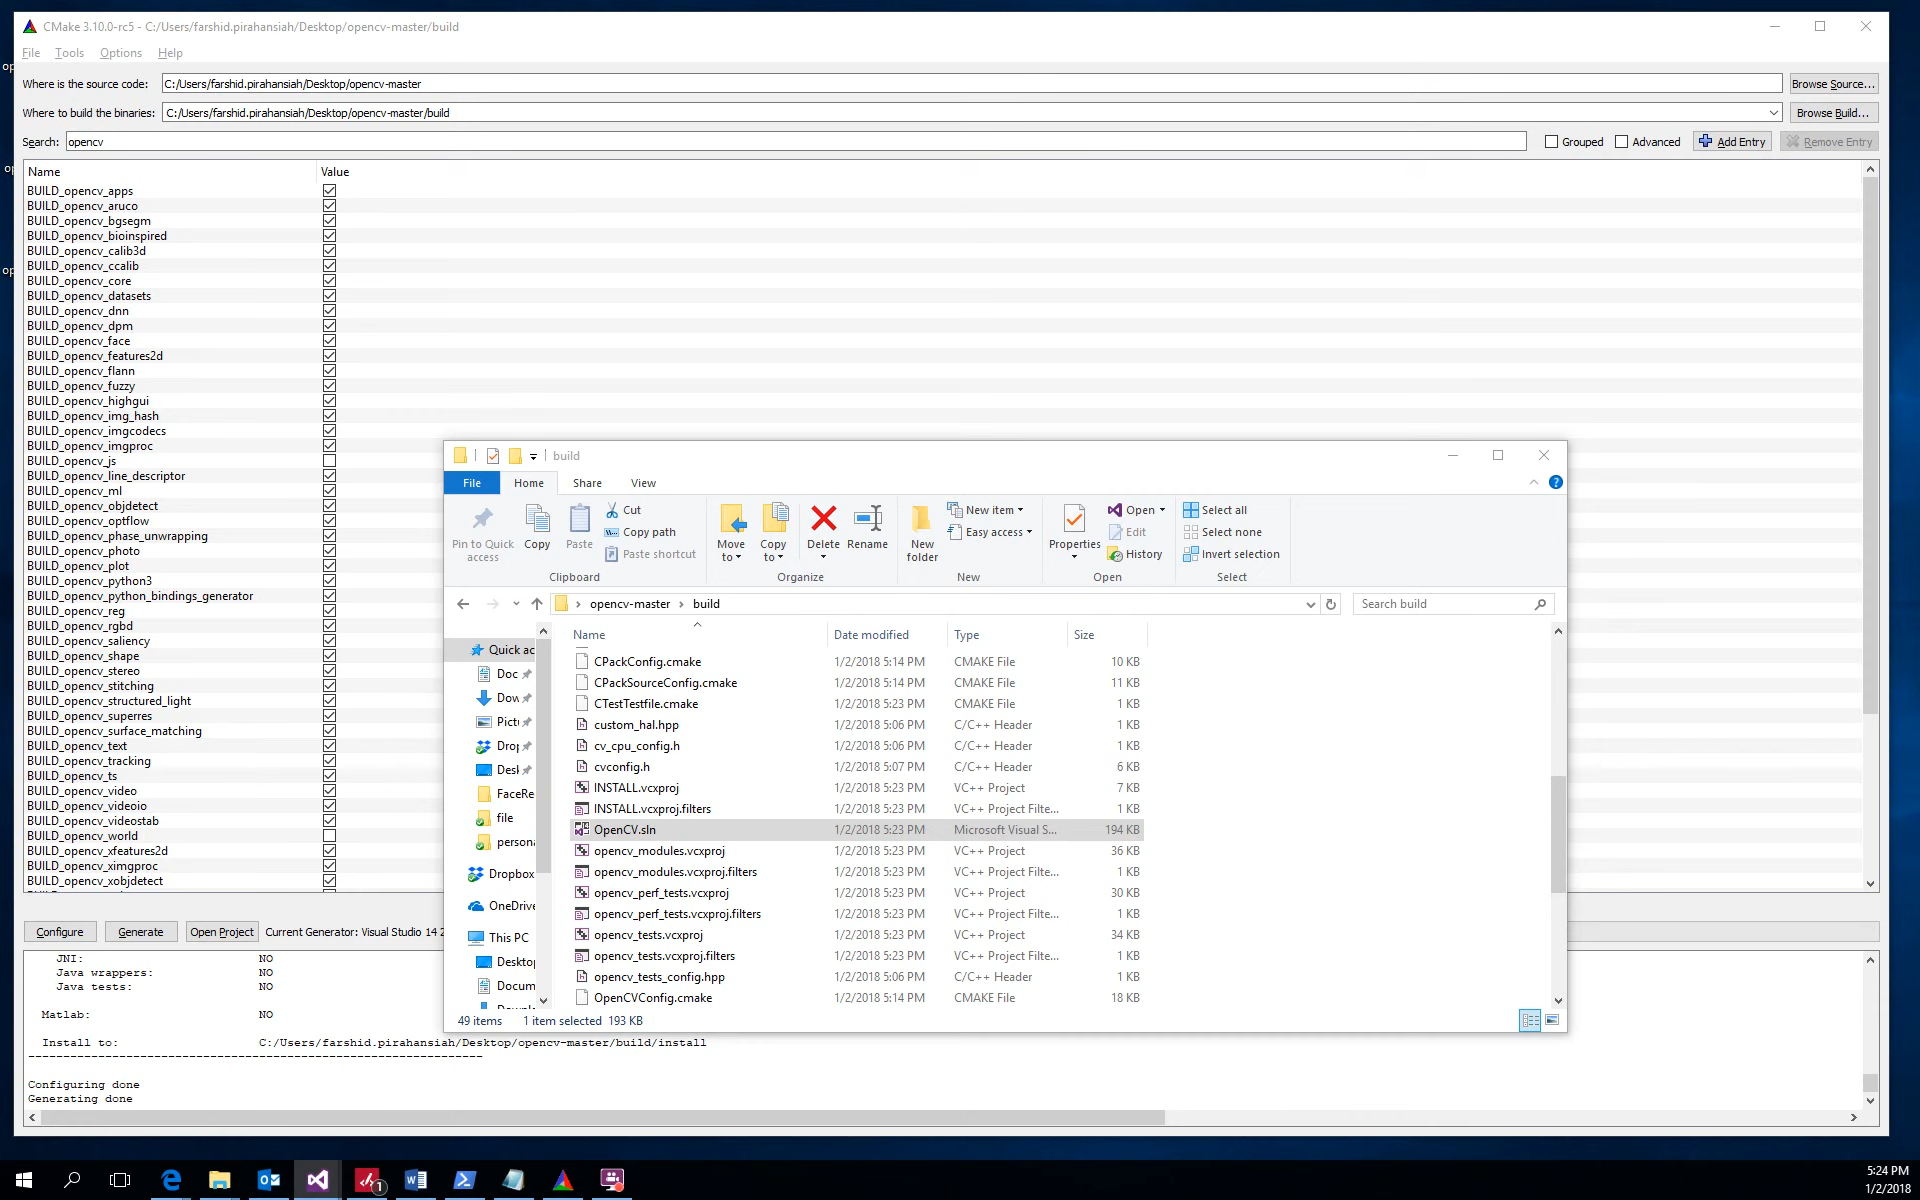 CMake 3.10.0-rc5 - C:/Users/farshid.pirahansiah/Desktop/opencv-master/build
File Tools Options Help
Where is the source code: C:/Users/farshid.pirahansiah/Desktop/opencv-master Browse Source...
Where to build the binaries: C:/Users/farshid.pirahansiah/Desktop/opencv-master/build Browse Build...
Search: opencv Grouped Advanced Add Entry Remove Entry
Name Value
BUILD_opencv_apps
BUILD_opencv_aruco
BUILD_opencv_bgsegm
BUILD_opencv_bioinspired
BUILD_opencv_calib3d
BUILD_opencv_ccalib
BUILD_opencv_core
BUILD_opencv_datasets
BUILD_opencv_dnn
BUILD_opencv_dpm
BUILD_opencv_face
BUILD_opencv_features2d
BUILD_opencv_flann
BUILD_opencv_fuzzy
BUILD_opencv_highgui
BUILD_opencv_img_hash
BUILD_opencv_imgcodecs
BUILD_opencv_imgproc
BUILD_opencv_js
BUILD_opencv_line_descriptor
BUILD_opencv_ml
BUILD_opencv_objdetect
BUILD_opencv_optflow
BUILD_opencv_phase_unwrapping
BUILD_opencv_photo
BUILD_opencv_plot
BUILD_opencv_python3
BUILD_opencv_python_bindings_generator
BUILD_opencv_reg
BUILD_opencv_rgbd
BUILD_opencv_saliency
BUILD_opencv_shape
BUILD_opencv_stereo
BUILD_opencv_stitching
BUILD_opencv_structured_light
BUILD_opencv_superres
BUILD_opencv_surface_matching
BUILD_opencv_text
BUILD_opencv_tracking
BUILD_opencv_ts
BUILD_opencv_video
BUILD_opencv_videoio
BUILD_opencv_videostab
BUILD_opencv_world
BUILD_opencv_xfeatures2d
BUILD_opencv_ximgproc
BUILD_opencv_xobjdetect
Configure Generate Open Project Current Generator: Visual Studio 14 2
JNI: NO
Java wrappers: NO
Java tests: NO
Matlab: NO
Install to: C:/Users/farshid.pirahansiah/Desktop/opencv-master/build/install
-----------------------------------------------------------------
Configuring done
Generating done
build
File Home Share View
Pin to Quick access
Copy
Paste
Cut
Copy path
Paste shortcut
Clipboard
Move to
Copy to
Delete
Rename
Organize
New folder
New item
Easy access
New
Properties
Open
Edit
History
Open
Select all
Select none
Invert selection
Select
opencv-master > build Search build
Quick ac
Doc
Dow
Pict
Drop
Desk
FaceRe
file
persona
Dropbox
OneDrive
This PC
Desktop
Docum
Name Date modified Type Size
CPackConfig.cmake 1/2/2018 5:14 PM CMAKE File 10 KB
CPackSourceConfig.cmake 1/2/2018 5:14 PM CMAKE File 11 KB
CTestTestfile.cmake 1/2/2018 5:23 PM CMAKE File 1 KB
custom_hal.hpp 1/2/2018 5:06 PM C/C++ Header 1 KB
cv_cpu_config.h 1/2/2018 5:06 PM C/C++ Header 1 KB
cvconfig.h 1/2/2018 5:07 PM C/C++ Header 6 KB
INSTALL.vcxproj 1/2/2018 5:23 PM VC++ Project 7 KB
INSTALL.vcxproj.filters 1/2/2018 5:23 PM VC++ Project Filte... 1 KB
OpenCV.sln 1/2/2018 5:23 PM Microsoft Visual S... 194 KB
opencv_modules.vcxproj 1/2/2018 5:23 PM VC++ Project 36 KB
opencv_modules.vcxproj.filters 1/2/2018 5:23 PM VC++ Project Filte... 1 KB
opencv_perf_tests.vcxproj 1/2/2018 5:23 PM VC++ Project 30 KB
opencv_perf_tests.vcxproj.filters 1/2/2018 5:23 PM VC++ Project Filte... 1 KB
opencv_tests.vcxproj 1/2/2018 5:23 PM VC++ Project 34 KB
opencv_tests.vcxproj.filters 1/2/2018 5:23 PM VC++ Project Filte... 1 KB
opencv_tests_config.hpp 1/2/2018 5:06 PM C/C++ Header 1 KB
OpenCVConfig.cmake 1/2/2018 5:14 PM CMAKE File 18 KB
49 items 1 item selected 193 KB
5:24 PM
1/2/2018